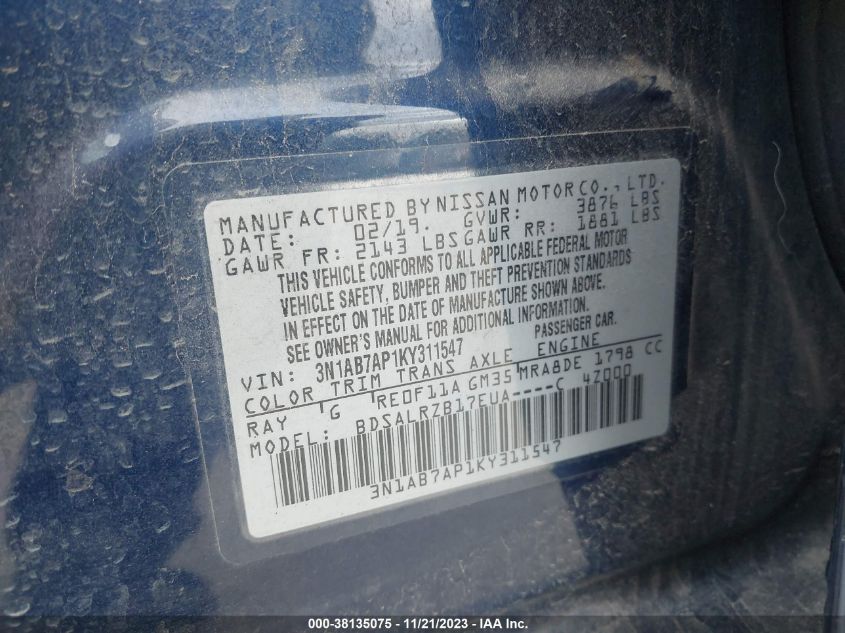 MANUFACTURED BY NISSAN MOTOR CO., LTD.
DATE: 02/19. GVWR: 3876 LBS
GAWR FR: 2143 LBS GAWR RR: 1881 LBS
THIS VEHICLE CONFORMS TO ALL APPLICABLE FEDERAL MOTOR
VEHICLE SAFETY, BUMPER AND THEFT PREVENTION STANDARDS
IN EFFECT ON THE DATE OF MANUFACTURE SHOWN ABOVE.
SEE OWNER'S MANUAL FOR ADDITIONAL INFORMATION.
VIN: 3N1AB7AP1KY311547 PASSENGER CAR.
COLOR TRIM TRANS AXLE ENGINE
RAY 'G 'RE0F11A GM35'MRA8DE 1798 CC
MODEL: BDSALRZB17EUA----C 4Z000
3N1AB7AP1KY311547
000-38135075 - 11/21/2023 - IAAI.com